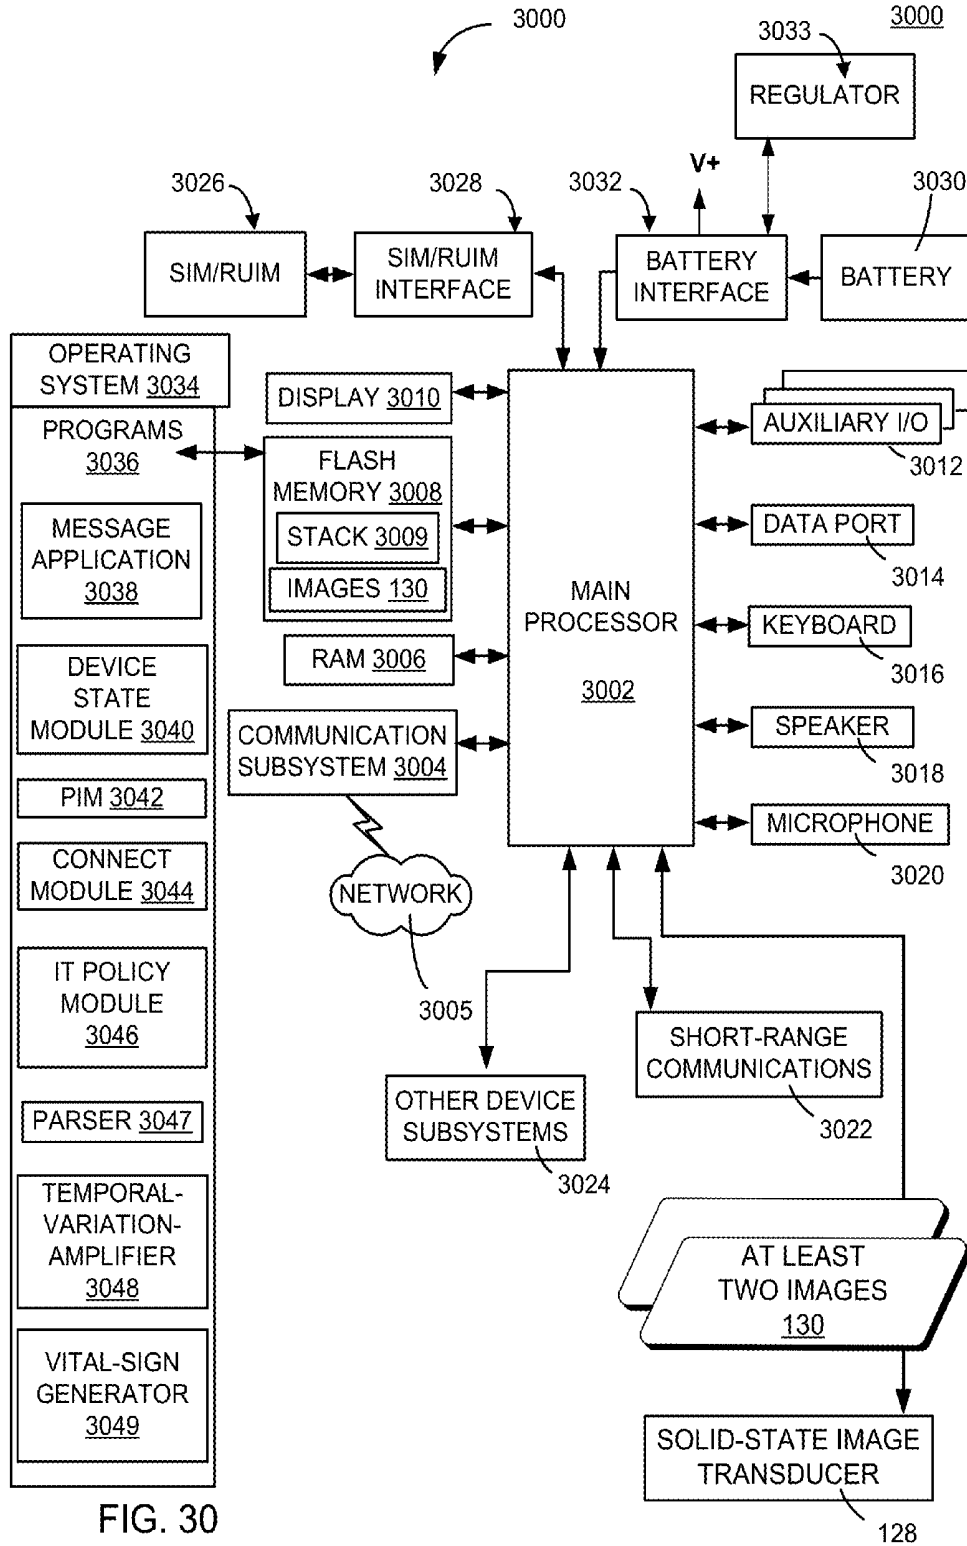 3000
3000
3033
REGULATOR
V+
3026
3028
3032
3030
SIM/RUIM
SIM/RUIM
INTERFACE
BATTERY
INTERFACE
BATTERY
OPERATING
SYSTEM 3034
PROGRAMS
3036
MESSAGE
APPLICATION
3038
DEVICE
STATE
MODULE 3040
PIM 3042
CONNECT
MODULE 3044
IT POLICY
MODULE
3046
PARSER 3047
TEMPORAL-
VARIATION-
AMPLIFIER
3048
VITAL-SIGN
GENERATOR
3049
DISPLAY 3010
FLASH
MEMORY 3008
STACK 3009
IMAGES 130
RAM 3006
COMMUNICATION
SUBSYSTEM 3004
NETWORK
3005
MAIN
PROCESSOR
3002
AUXILIARY I/O
3012
DATA PORT
3014
KEYBOARD
3016
SPEAKER
3018
MICROPHONE
3020
SHORT-RANGE
COMMUNICATIONS
3022
OTHER DEVICE
SUBSYSTEMS
3024
AT LEAST
TWO IMAGES
130
SOLID-STATE IMAGE
TRANSDUCER
128
FIG. 30